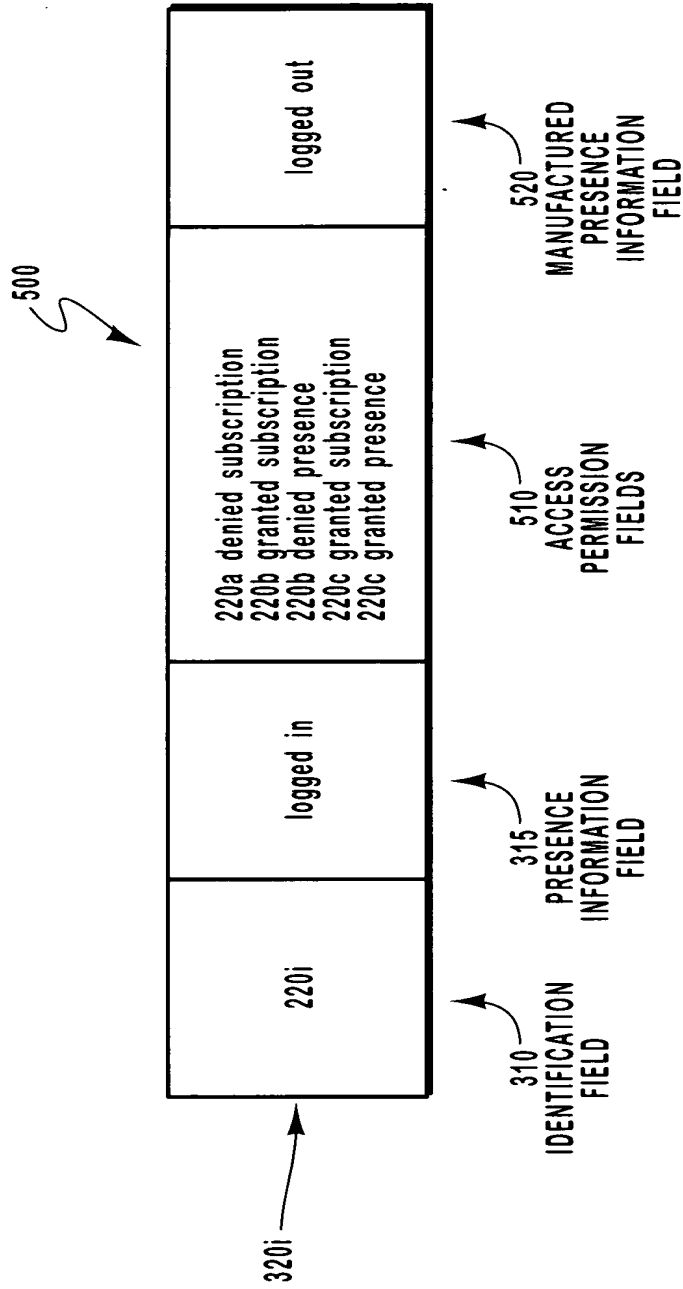 500
320i
220i
logged in
220a denied subscription
220b granted subscription
220b denied presence
220c granted subscription
220c granted presence
logged out
310
IDENTIFICATION
FIELD
315
PRESENCE
INFORMATION
FIELD
510
ACCESS
PERMISSION
FIELDS
520
MANUFACTURED
PRESENCE
INFORMATION
FIELD